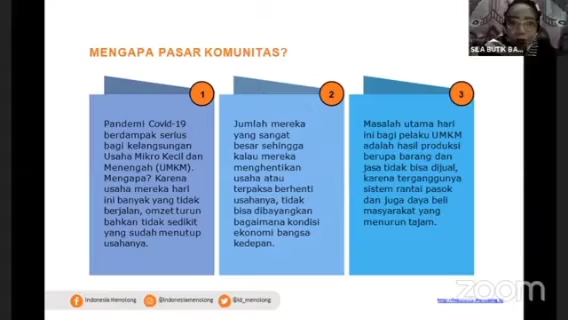 SILA BUTIK BA...
MENGAPA PASAR KOMUNITAS?
1
Pandemi Covid-19
berdampak serius
bagi kelangsungan
Usaha Mikro Kecil dan
Menengah (UMKM).
Mengapa? Karena
usaha mereka hari
ini banyak yang tidak
berjalan, omzet turun
bahkan tidak sedikit
yang sudah menutup
usahanya.
2
Jumlah mereka
yang sangat
besar sehingga
kalau mereka
menghentikan
usaha atau
terpaksa berhenti
usahanya, tidak
bisa dibayangkan
bagaimana kondisi
ekonomi bangsa
kedepan.
3
Masalah utama hari
ini bagi pelaku UMKM
adalah hasil produksi
berupa barang dan
jasa tidak bisa dijual,
karena terganggunya
sistem rantai pasok
dan juga daya beli
masyarakat yang
menurun tajam.
Indonesia Menolong
@indonesiamenolong
@id_menolong
zoom